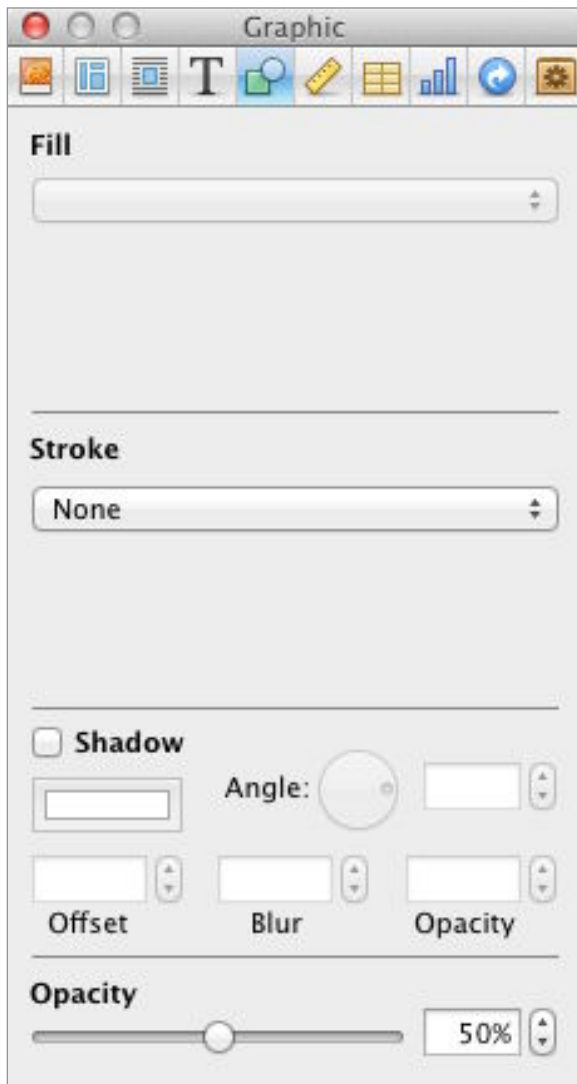 Graphic
T
Fill
Stroke
None
Shadow
Angle:
Offset Blur Opacity
Opacity
50%